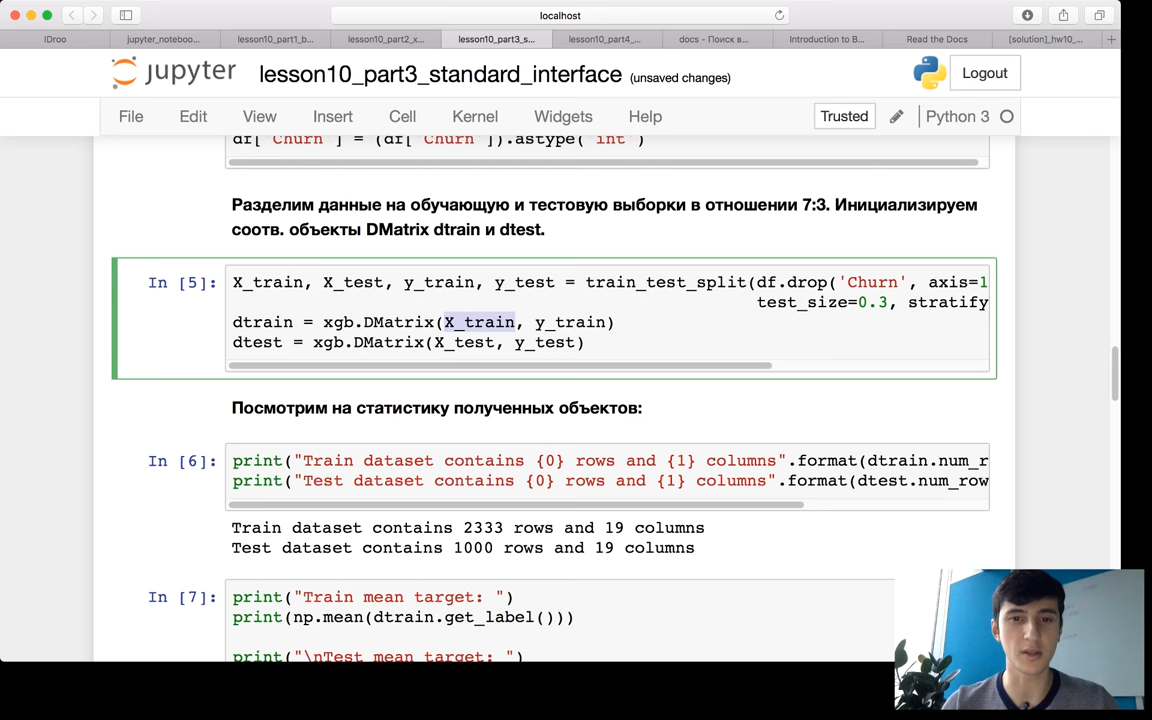 localhost
IDroo
jupyter_noteboo...
lesson10_part1_b...
lesson10_part2_x...
lesson10_part3_s...
lesson10_part4_...
docs - Поиск в...
Introduction to B...
Read the Docs
[solution]_hw10_...
jupyter lesson10_part3_standard_interface (unsaved changes)
Logout
File Edit View Insert Cell Kernel Widgets Help
Trusted
Python 3
df['Churn'] = (df['Churn']).astype('int')
Разделим данные на обучающую и тестовую выборки в отношении 7:3. Инициализируем
соотв. объекты DMatrix dtrain и dtest.
In [5]: X_train, X_test, y_train, y_test = train_test_split(df.drop('Churn', axis=1
test_size=0.3, stratify
dtrain = xgb.DMatrix(X_train, y_train)
dtest = xgb.DMatrix(X_test, y_test)
Посмотрим на статистику полученных объектов:
In [6]: print("Train dataset contains {0} rows and {1} columns".format(dtrain.num_r
print("Test dataset contains {0} rows and {1} columns".format(dtest.num_row
Train dataset contains 2333 rows and 19 columns
Test dataset contains 1000 rows and 19 columns
In [7]: print("Train mean target: ")
print(np.mean(dtrain.get_label()))
print("\nTest mean target: ")